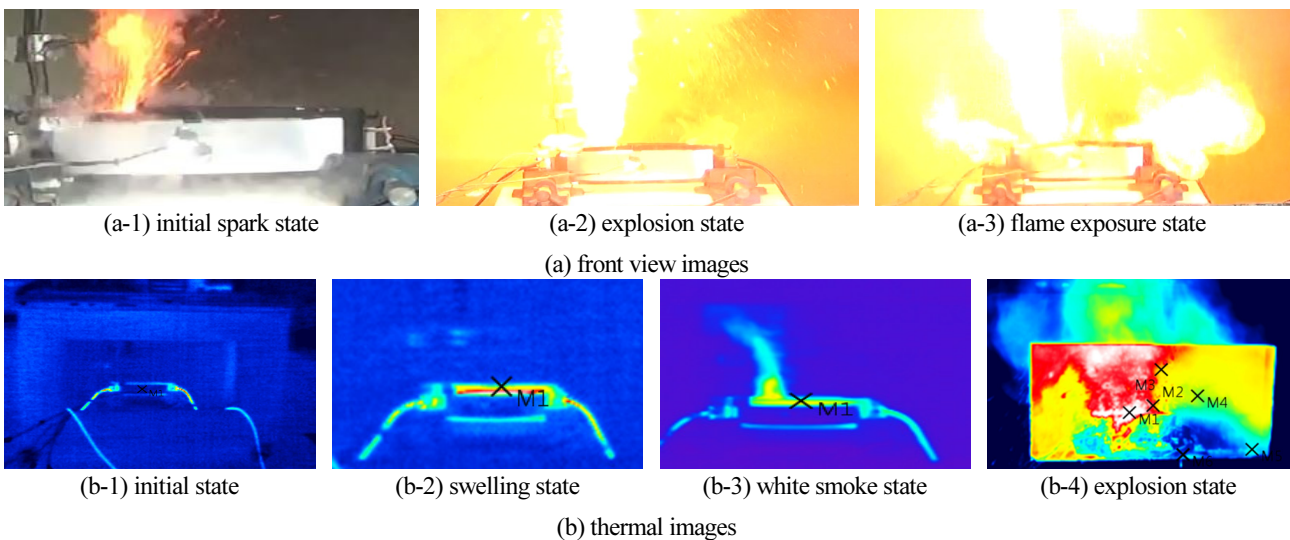 (a-1) initial spark state
(a-2) explosion state
(a-3) flame exposure state
(a) front view images
M1
M1
M3
M2
M4
M1
(b-1) initial state
(b-2) swelling state
(b-3) white smoke state
(b-4) explosion state
(b) thermal images